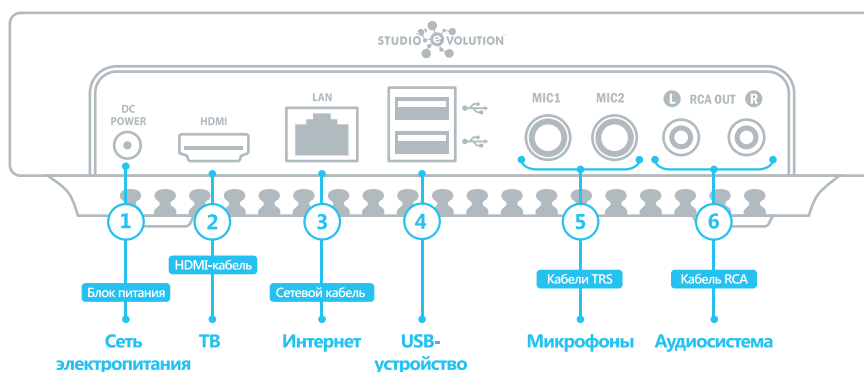 STUDIO EVOLUTION
DC
POWER
HDMI
LAN
MIC1
MIC2
L RCA OUT R
1
2
3
4
5
6
HDMI-кабель
Блок питания
Сетевой кабель
Кабели TRS
Кабель RCA
Сеть
электропитания
ТВ
Интернет
USB-
устройство
Микрофоны
Аудиосистема